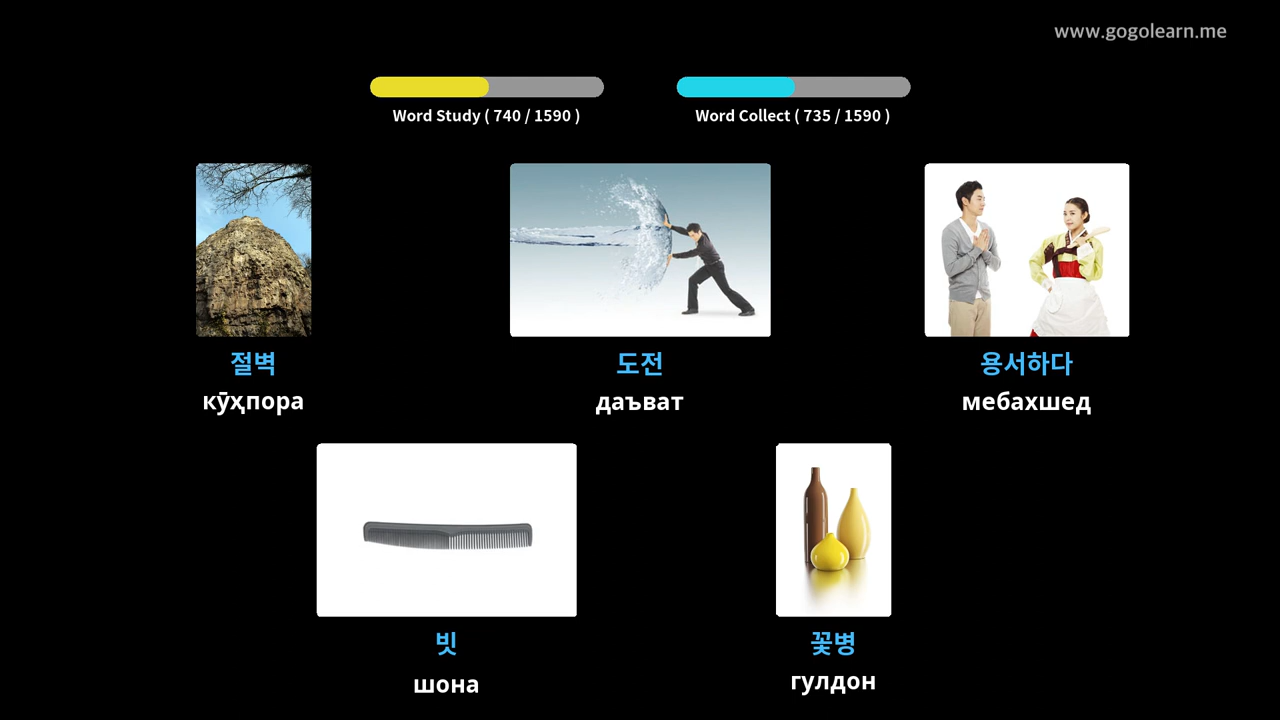 www.gogolearn.me
Word Study ( 740 / 1590 )
Word Collect ( 735 / 1590 )
절벽
кӯҳпора
도전
даъват
용서하다
мебахшед
빗
шона
꽃병
гулдон